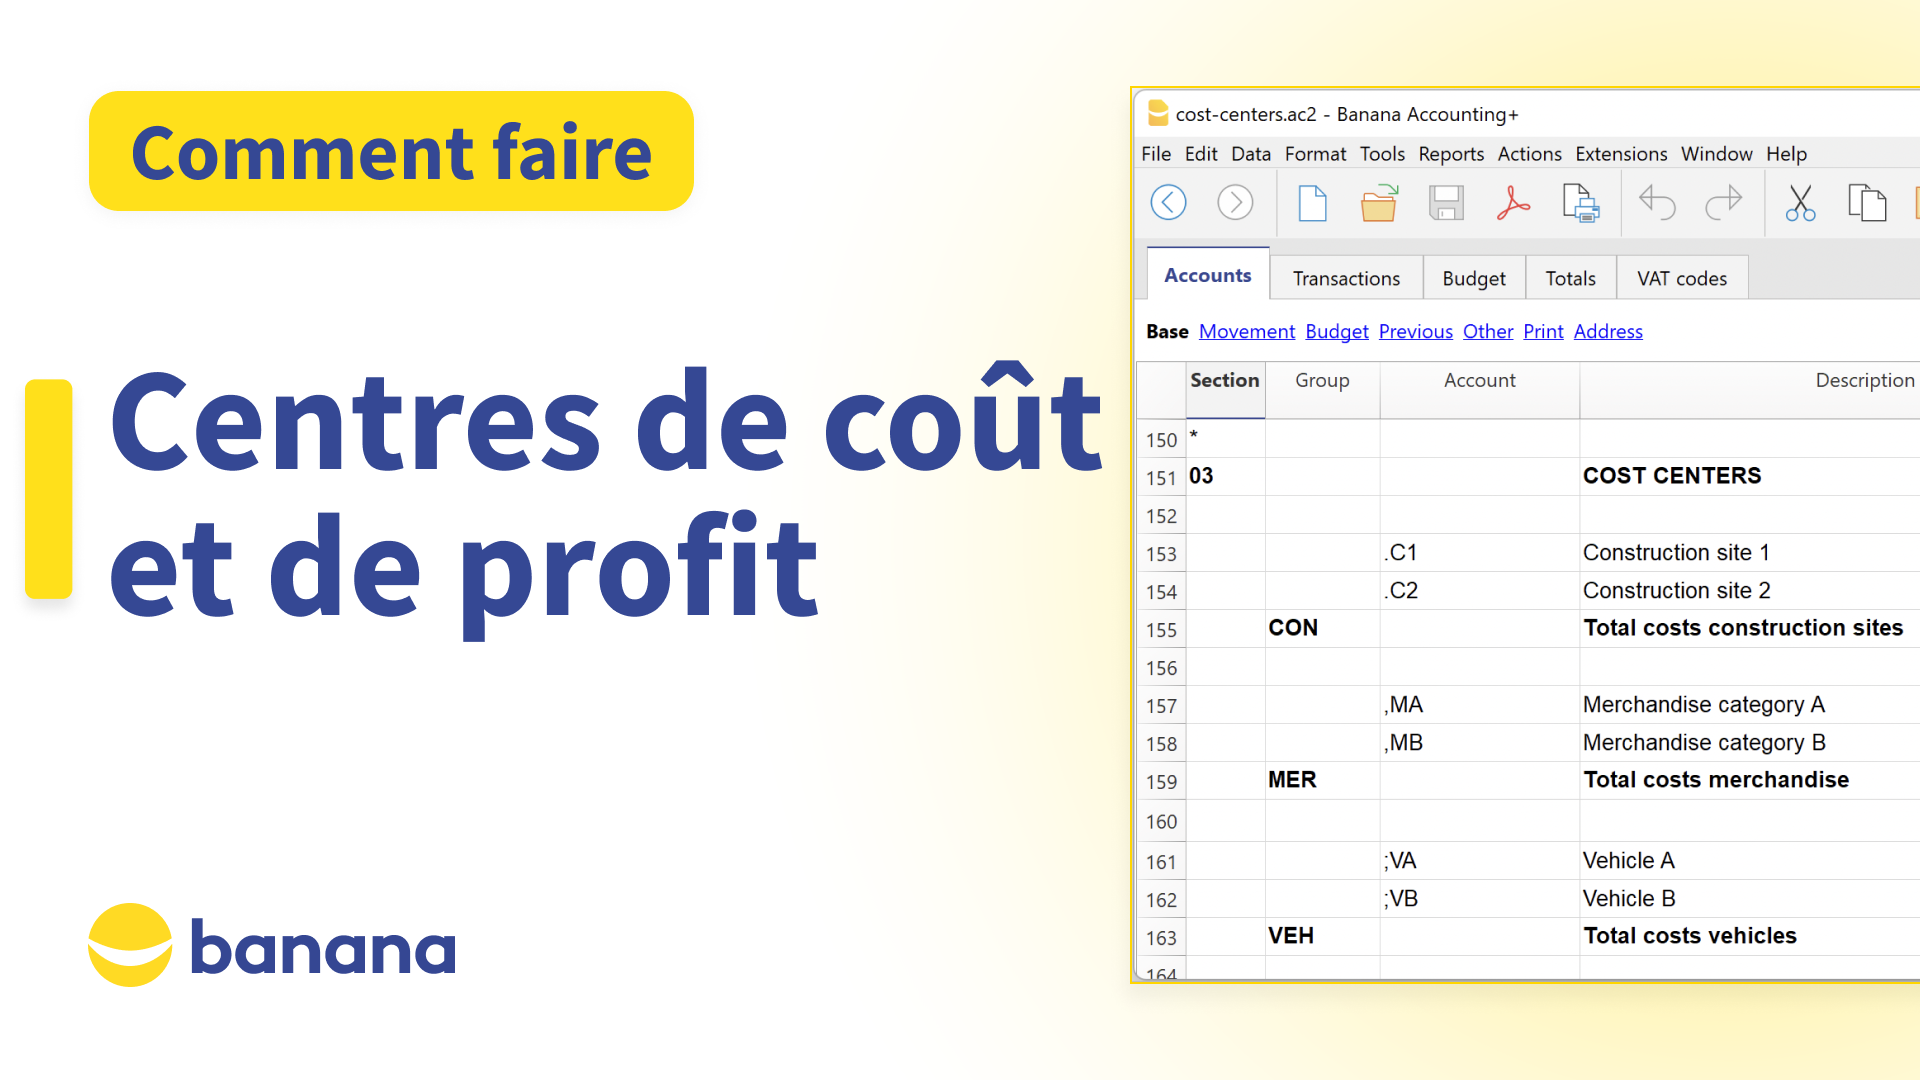 Comment faire
Centres de coût
et de profit
banana
cost-centers.ac2 - Banana Accounting+
File Edit Data Format Tools Reports Actions Extensions Window Help
Accounts Transactions Budget Totals VAT codes
Base Movement Budget Previous Other Print Address
Section Group Account Description
150 *
151 03 COST CENTERS
152
153 .C1 Construction site 1
154 .C2 Construction site 2
155 CON Total costs construction sites
156
157 ,MA Merchandise category A
158 ,MB Merchandise category B
159 MER Total costs merchandise
160
161 ;VA Vehicle A
162 ;VB Vehicle B
163 VEH Total costs vehicles
164